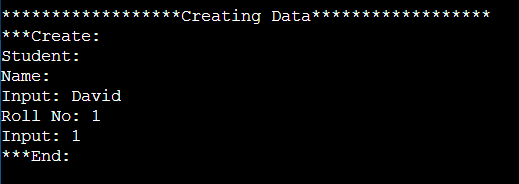 ******************Creating Data******************
***Create:
Student:
Name:
Input: David
Roll No: 1
Input: 1
***End: